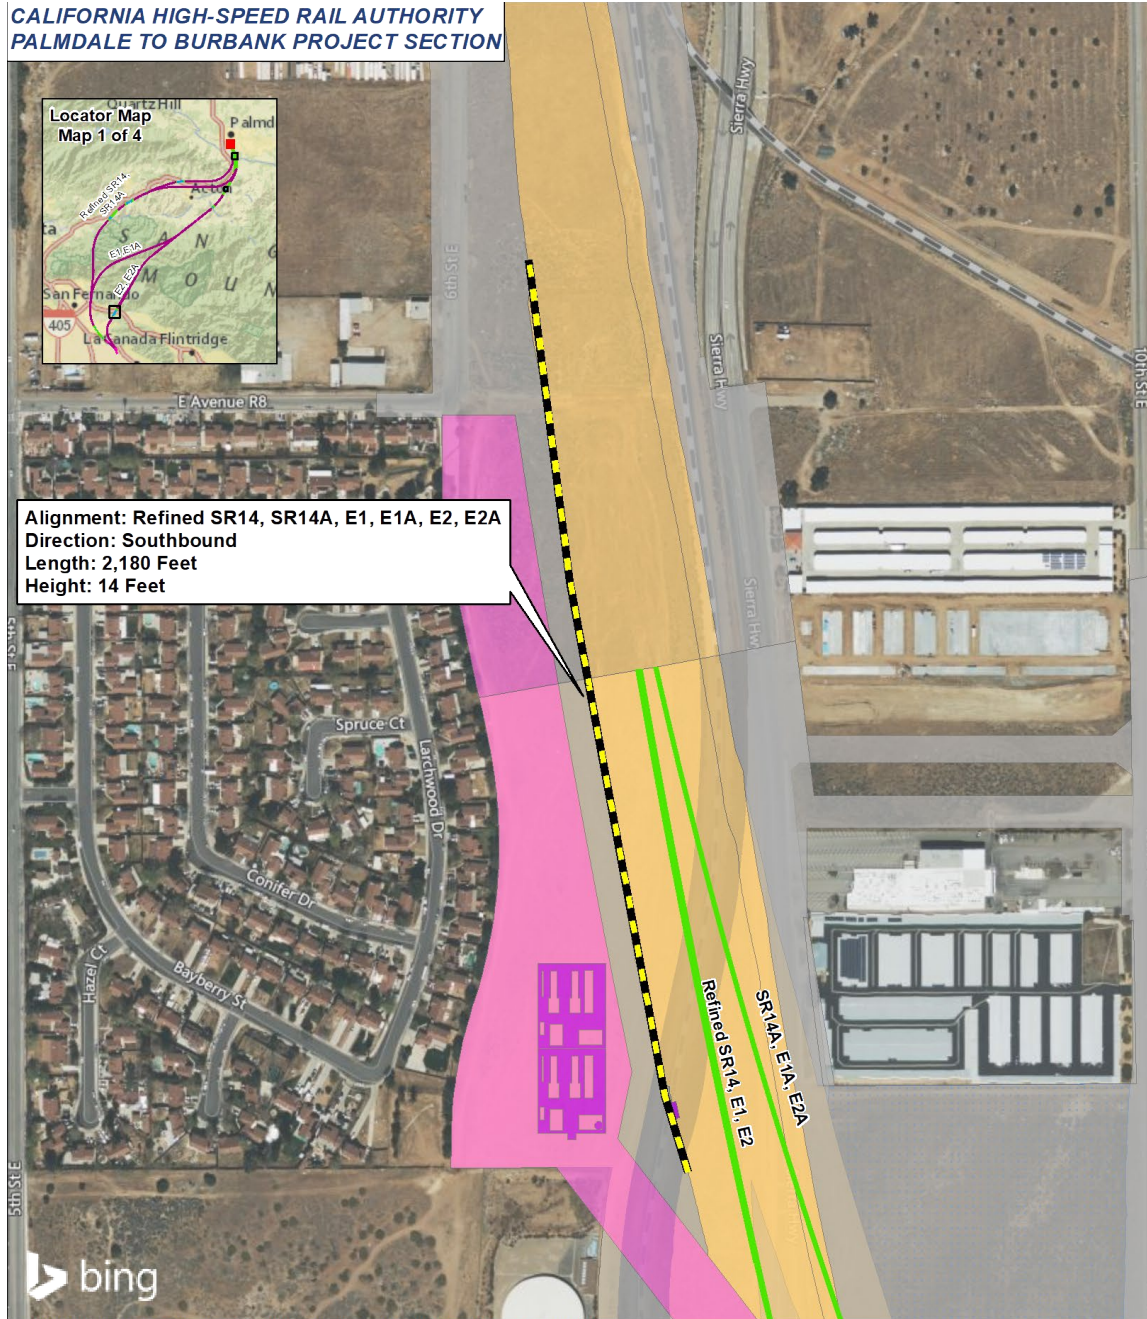 CALIFORNIA HIGH-SPEED RAIL AUTHORITY
PALMDALE TO BURBANK PROJECT SECTION
Locator Map
Map 1 of 4
Quartz Hill
Palmd
Refined SR14,
SR14A
Acton
ta
S A N G
E1, E1A
E2, E2A
M O U N
San Fernando
405
La Canada Flintridge
Sierra Hwy
6th St E
Sierra Hwy
10th St E
E Avenue R8
Alignment: Refined SR14, SR14A, E1, E1A, E2, E2A
Direction: Southbound
Length: 2,180 Feet
Height: 14 Feet
Sierra Hwy
Spruce Ct
Larchwood Dr
Conifer Dr
Hazel Ct
Bayberry St
Refined SR14, E1, E2
SR14A, E1A, E2A
5th St E
bing